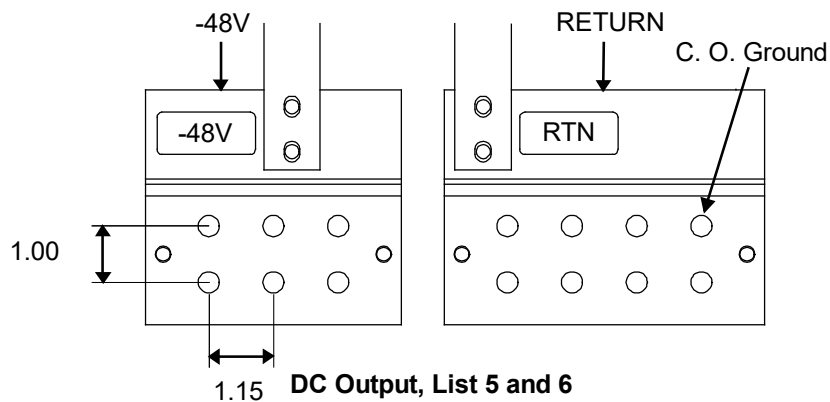 -48V
RETURN
C. O. Ground
-48V
RTN
1.00
1.15
DC Output, List 5 and 6